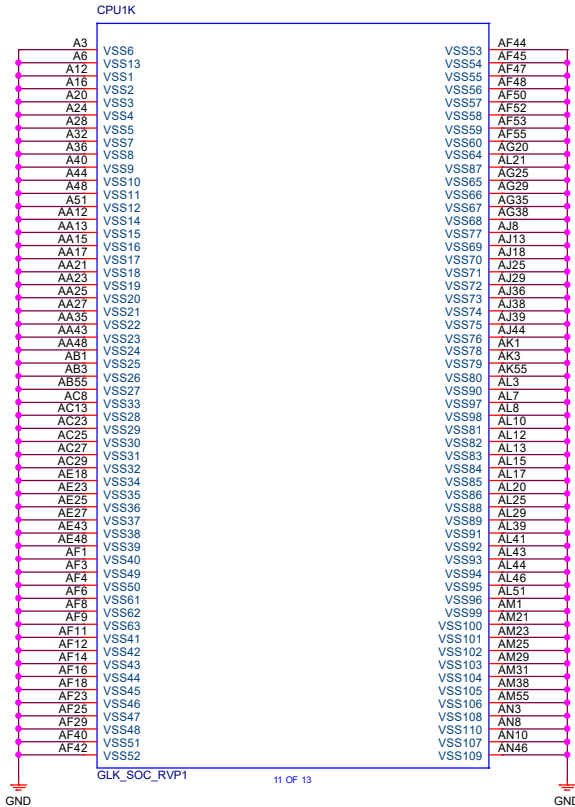 CPU1K
A3 VSS6 VSS53 AF44
A6 VSS13 VSS54 AF45
A12 VSS1 VSS55 AF47
A16 VSS2 VSS56 AF48
A20 VSS3 VSS57 AF50
A24 VSS4 VSS58 AF52
A28 VSS5 VSS59 AF53
A32 VSS7 VSS60 AF55
A36 VSS8 VSS64 AG20
A40 VSS9 VSS87 AL21
A44 VSS10 VSS65 AG25
A48 VSS11 VSS66 AG29
A51 VSS12 VSS67 AG35
AA12 VSS14 VSS68 AG38
AA13 VSS15 VSS77 AJ8
AA15 VSS16 VSS69 AJ13
AA17 VSS17 VSS70 AJ18
AA21 VSS18 VSS71 AJ25
AA23 VSS19 VSS72 AJ29
AA25 VSS20 VSS73 AJ36
AA27 VSS21 VSS74 AJ38
AA35 VSS22 VSS75 AJ39
AA43 VSS23 VSS76 AJ44
AA48 VSS24 VSS78 AK1
AB1 VSS25 VSS79 AK3
AB3 VSS26 VSS80 AK55
AB55 VSS27 VSS90 AL3
AC8 VSS33 VSS97 AL7
AC13 VSS28 VSS98 AL8
AC23 VSS29 VSS81 AL10
AC25 VSS30 VSS82 AL12
AC27 VSS31 VSS83 AL13
AC29 VSS32 VSS84 AL15
AE18 VSS34 VSS85 AL17
AE23 VSS35 VSS86 AL20
AE25 VSS36 VSS88 AL25
AE27 VSS37 VSS89 AL29
AE43 VSS38 VSS91 AL39
AE48 VSS39 VSS92 AL41
AF1 VSS40 VSS93 AL43
AF3 VSS49 VSS94 AL44
AF4 VSS50 VSS95 AL46
AF6 VSS61 VSS96 AL51
AF8 VSS62 VSS99 AM1
AF9 VSS63 VSS100 AM21
AF11 VSS41 VSS101 AM23
AF12 VSS42 VSS102 AM25
AF14 VSS43 VSS103 AM29
AF16 VSS44 VSS104 AM31
AF18 VSS45 VSS105 AM38
AF23 VSS46 VSS106 AM55
AF25 VSS47 VSS108 AN3
AF29 VSS48 VSS110 AN8
AF40 VSS51 VSS107 AN10
AF42 VSS52 VSS109 AN46
GLK_SOC_RVP1 11 OF 13
GND GND